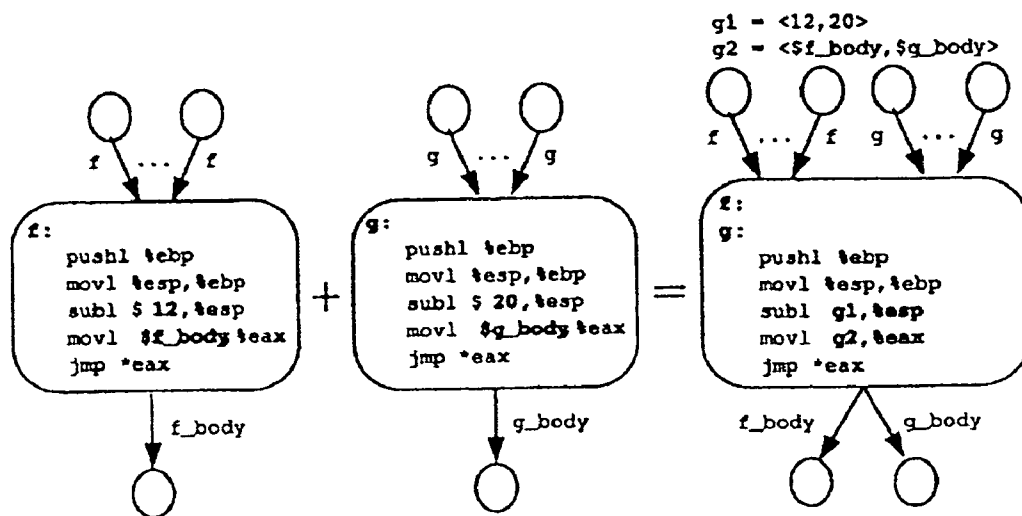 g1 = <12,20>
g2 = <$f_body,$g_body>
f ... f
g ... g
f ... f g ... g
f:
pushl %ebp
movl %esp,%ebp
subl $ 12,%esp
movl $f_body %eax
jmp *eax
+
g:
pushl %ebp
movl %esp,%ebp
subl $ 20,%esp
movl $g_body %eax
jmp *eax
=
f:
g:
pushl %ebp
movl %esp,%ebp
subl g1,%esp
movl g2,%eax
jmp *eax
f_body
g_body
f_body g_body